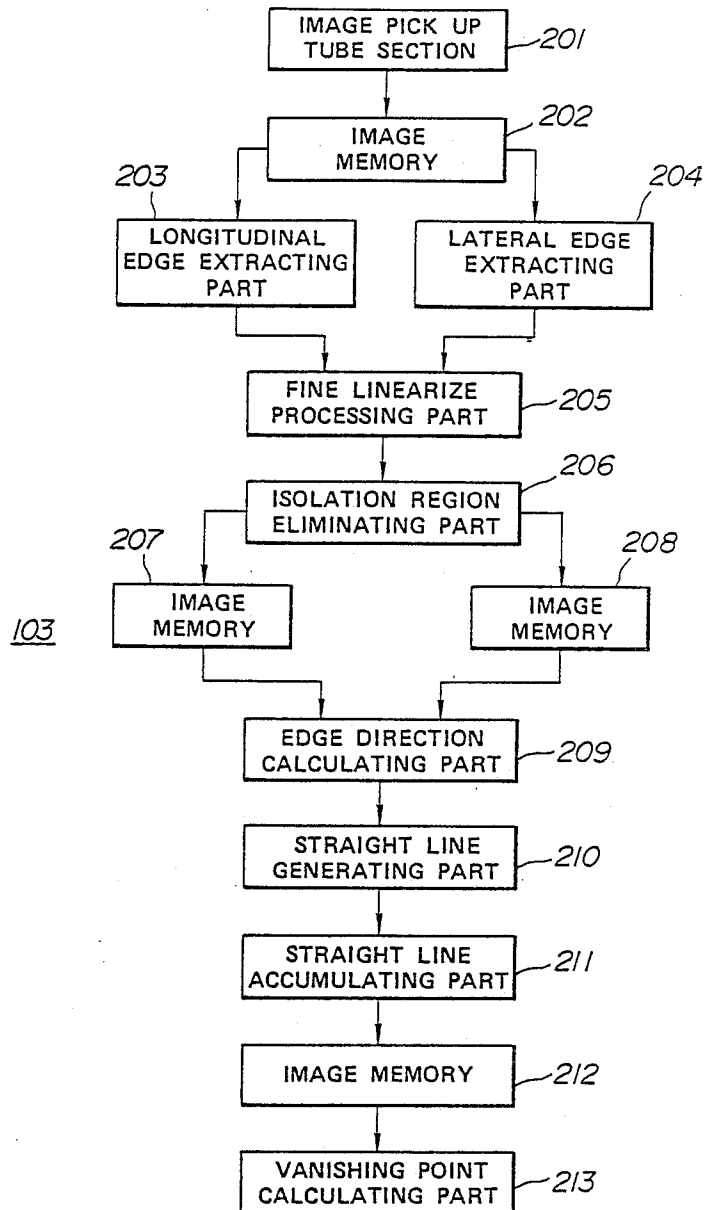 IMAGE PICK UP
TUBE SECTION
201
202
IMAGE
MEMORY
203
204
LONGITUDINAL
EDGE EXTRACTING
PART
LATERAL EDGE
EXTRACTING
PART
FINE LINEARIZE
PROCESSING PART
205
206
ISOLATION REGION
ELIMINATING PART
207
208
IMAGE
MEMORY
IMAGE
MEMORY
103
EDGE DIRECTION
CALCULATING PART
209
STRAIGHT LINE
GENERATING PART
210
STRAIGHT LINE
ACCUMULATING PART
211
IMAGE MEMORY
212
VANISHING POINT
CALCULATING PART
213